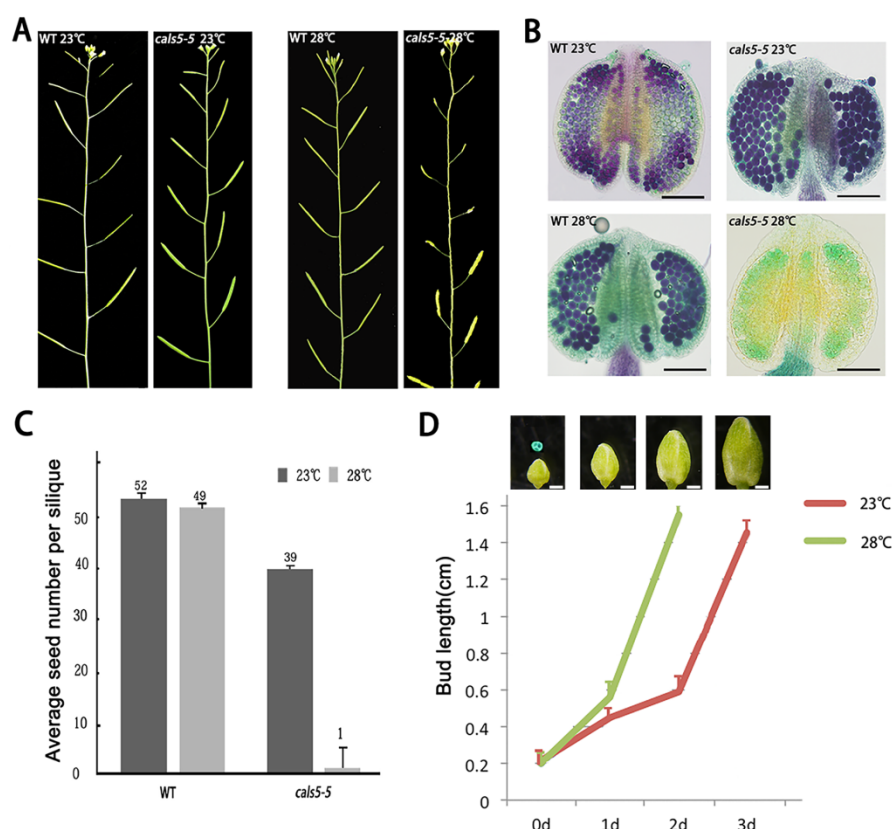 A
WT 23℃
cals5-5 23℃
WT 28℃
cals5-5 28℃
B
WT 23℃
cals5-5 23℃
WT 28℃
cals5-5 28℃
C
Average seed number per silique
50
40
30
20
10
0
52
49
39
1
23℃
28℃
WT
cals5-5
D
Bud length(cm)
1.6
1.4
1.2
1
0.8
0.6
0.4
0.2
0
0d
1d
2d
3d
23℃
28℃